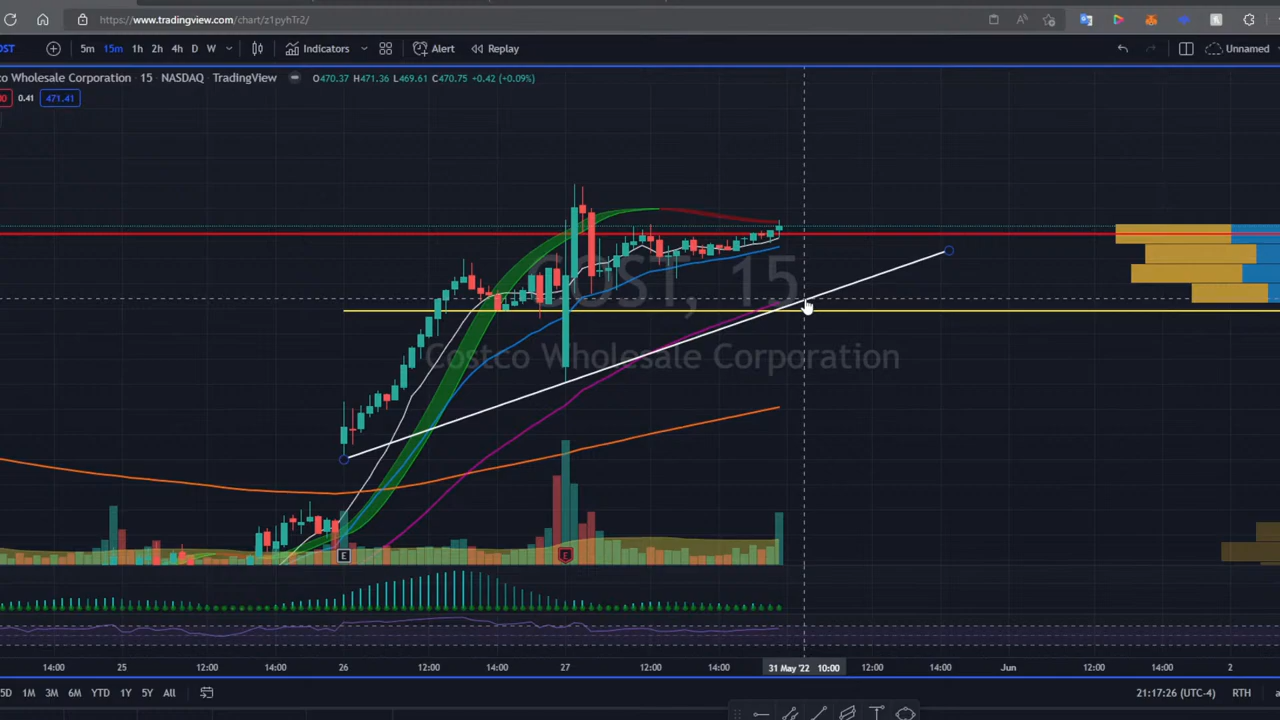 https://www.tradingview.com/chart/z1pyhTr2/
OST 5m 15m 1h 2h 4h D W Indicators Alert Replay Unnamed
co Wholesale Corporation · 15 · NASDAQ · TradingView O470.37 H471.36 L469.61 C470.75 +0.42 (+0.09%)
0.41 471.41
COST, 15
Costco Wholesale Corporation
E E
14:00 25 12:00 14:00 26 12:00 14:00 27 12:00 14:00 31 May '22 10:00 12:00 14:00 Jun 12:00 14:00 2
5D 1M 3M 6M YTD 1Y 5Y All 21:17:26 (UTC-4) RTH